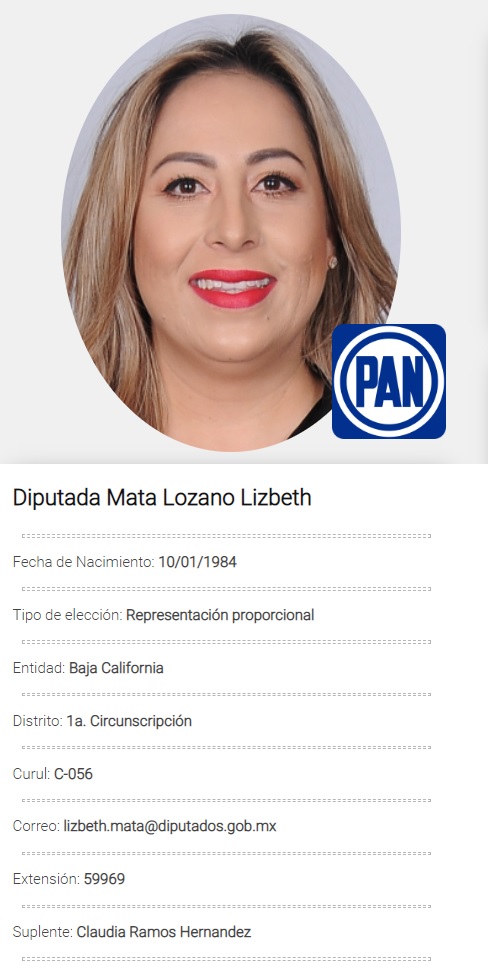 PAN
Diputada Mata Lozano Lizbeth
Fecha de Nacimiento: 10/01/1984
Tipo de elección: Representación proporcional
Entidad: Baja California
Distrito: 1a. Circunscripción
Curul: C-056
Correo: lizbeth.mata@diputados.gob.mx
Extensión: 59969
Suplente: Claudia Ramos Hernandez